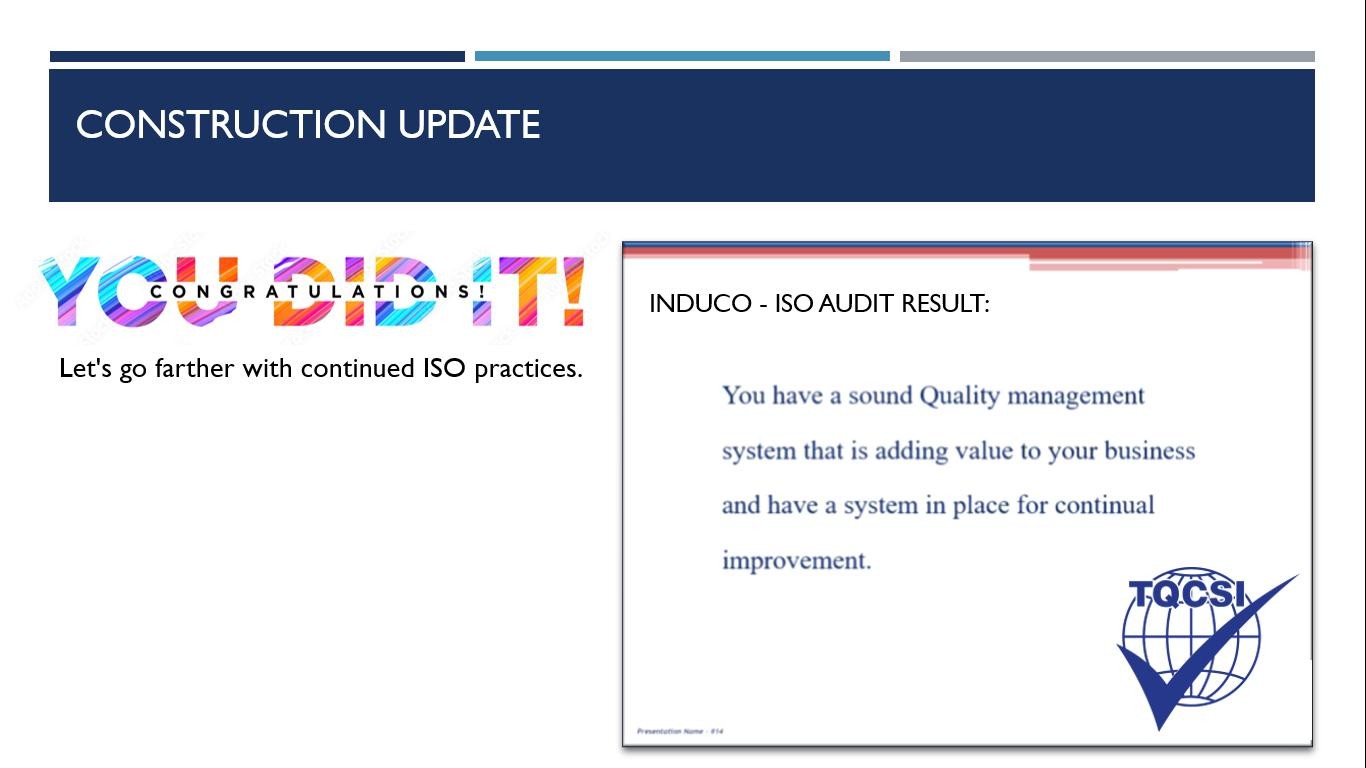 CONSTRUCTION UPDATE
YOU DID IT!
CONGRATULATIONS!
Let's go farther with continued ISO practices.
INDUCO - ISO AUDIT RESULT:
You have a sound Quality management
system that is adding value to your business
and have a system in place for continual
improvement.
TQCSI
Presentation Name - #14